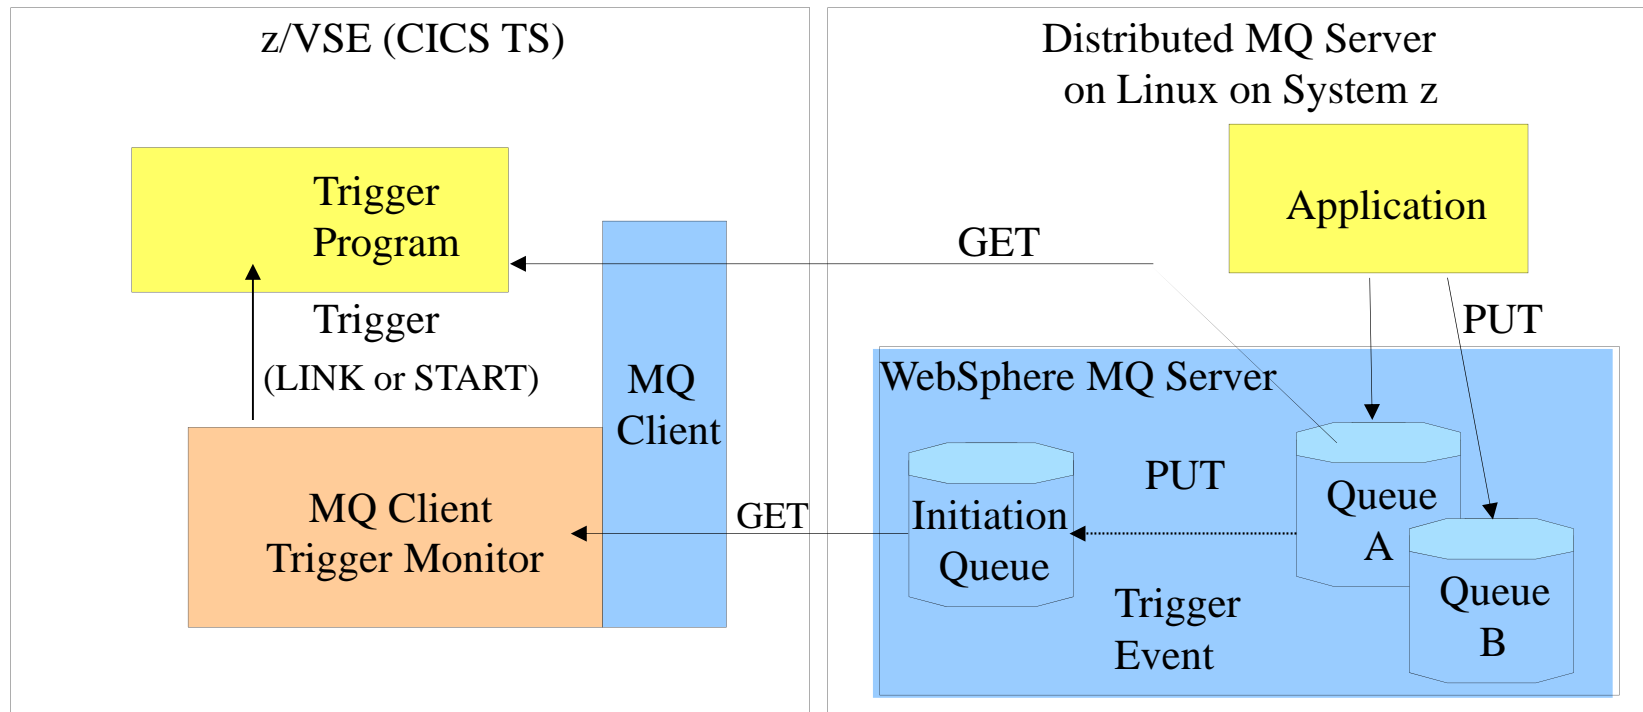 z/VSE (CICS TS)
Trigger
Program
Trigger
(LINK or START)
MQ
Client
MQ Client
Trigger Monitor
Distributed MQ Server
on Linux on System z
Application
GET
PUT
WebSphere MQ Server
PUT
Queue
A
GET
Initiation
Queue
Queue
B
Trigger
Event